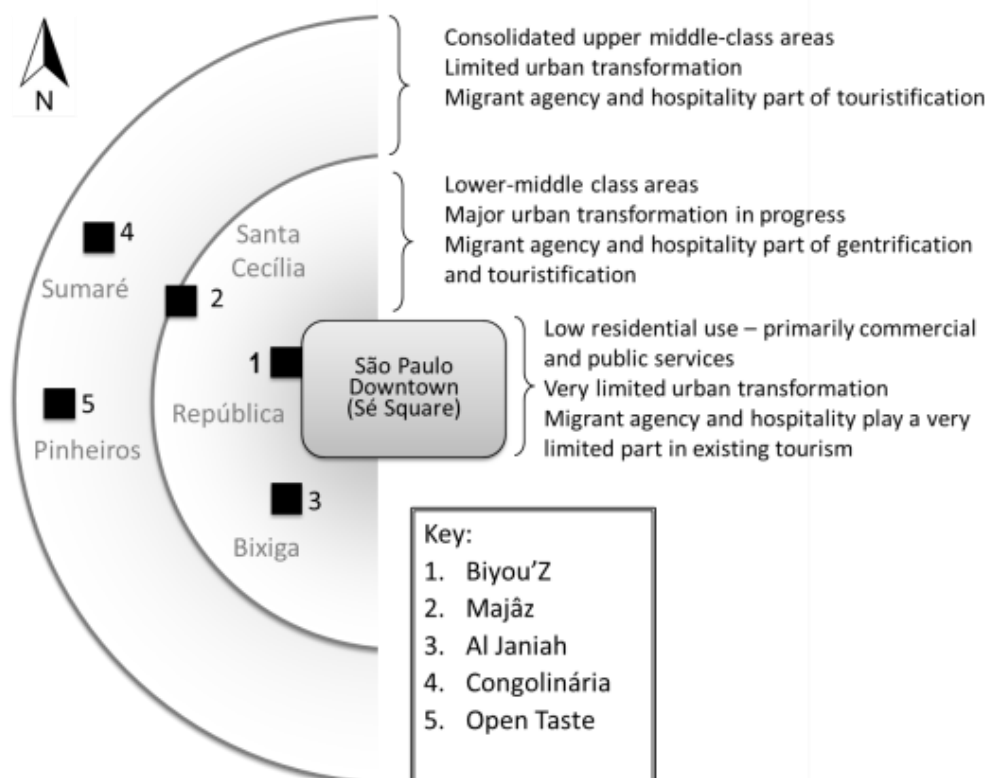 N
Consolidated upper middle-class areas
Limited urban transformation
Migrant agency and hospitality part of touristification
Lower-middle class areas
Major urban transformation in progress
Migrant agency and hospitality part of gentrification
and touristification
Low residential use – primarily commercial
and public services
Very limited urban transformation
Migrant agency and hospitality play a very
limited part in existing tourism
4
Sumaré
Santa
Cecília
2
1
República
São Paulo
Downtown
(Sé Square)
5
Pinheiros
3
Bixiga
Key:
1. Biyou'Z
2. Majâz
3. Al Janiah
4. Congolinária
5. Open Taste